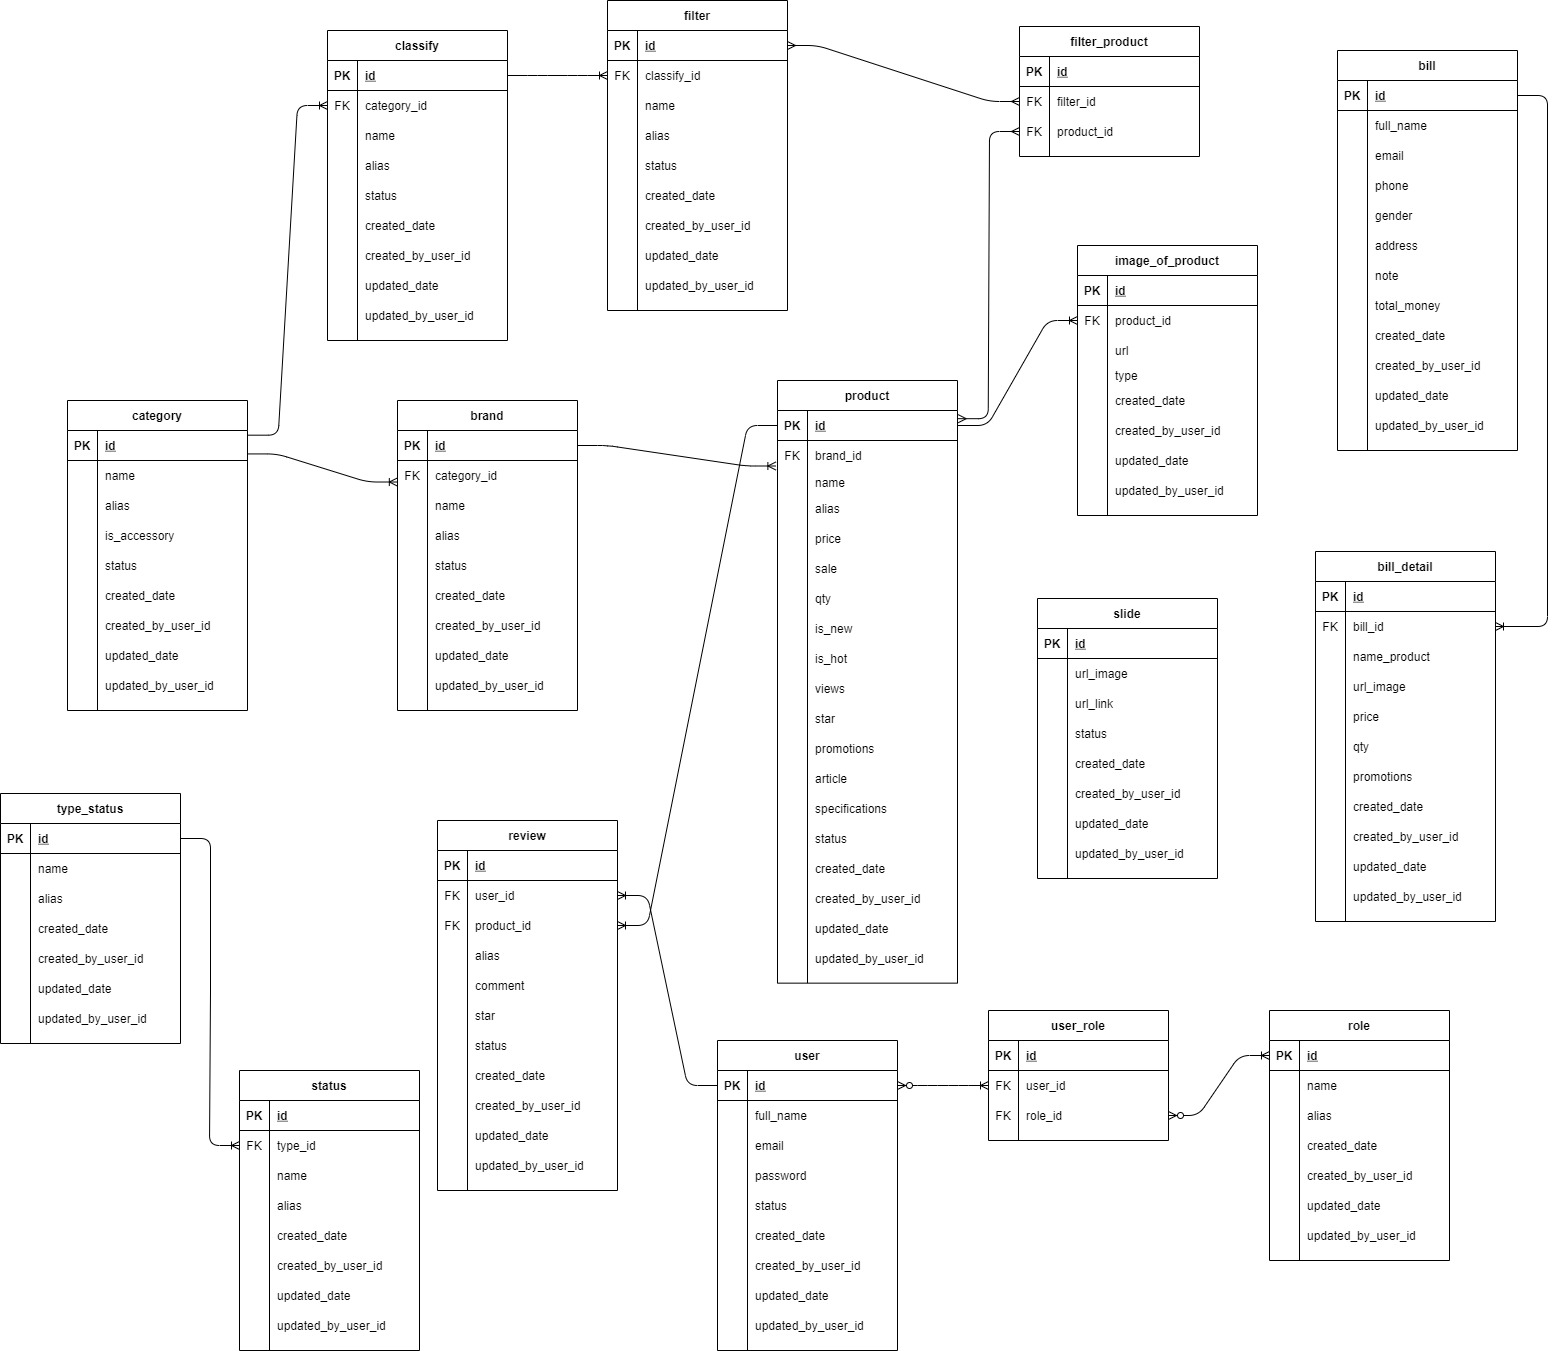 classify
PK id
FK category_id
name
alias
status
created_date
created_by_user_id
updated_date
updated_by_user_id
filter
PK id
FK classify_id
name
alias
status
created_date
created_by_user_id
updated_date
updated_by_user_id
filter_product
PK id
FK filter_id
FK product_id
bill
PK id
full_name
email
phone
gender
address
note
total_money
created_date
created_by_user_id
updated_date
updated_by_user_id
image_of_product
PK id
FK product_id
url
type
created_date
created_by_user_id
updated_date
updated_by_user_id
category
PK id
name
alias
is_accessory
status
created_date
created_by_user_id
updated_date
updated_by_user_id
brand
PK id
FK category_id
name
alias
status
created_date
created_by_user_id
updated_date
updated_by_user_id
product
PK id
FK brand_id
name
alias
price
sale
qty
is_new
is_hot
views
star
promotions
article
specifications
status
created_date
created_by_user_id
updated_date
updated_by_user_id
slide
PK id
url_image
url_link
status
created_date
created_by_user_id
updated_date
updated_by_user_id
bill_detail
PK id
FK bill_id
name_product
url_image
price
qty
promotions
created_date
created_by_user_id
updated_date
updated_by_user_id
type_status
PK id
name
alias
created_date
created_by_user_id
updated_date
updated_by_user_id
review
PK id
FK user_id
FK product_id
alias
comment
star
status
created_date
created_by_user_id
updated_date
updated_by_user_id
status
PK id
FK type_id
name
alias
created_date
created_by_user_id
updated_date
updated_by_user_id
user
PK id
full_name
email
password
status
created_date
created_by_user_id
updated_date
updated_by_user_id
user_role
PK id
FK user_id
FK role_id
role
PK id
name
alias
created_date
created_by_user_id
updated_date
updated_by_user_id